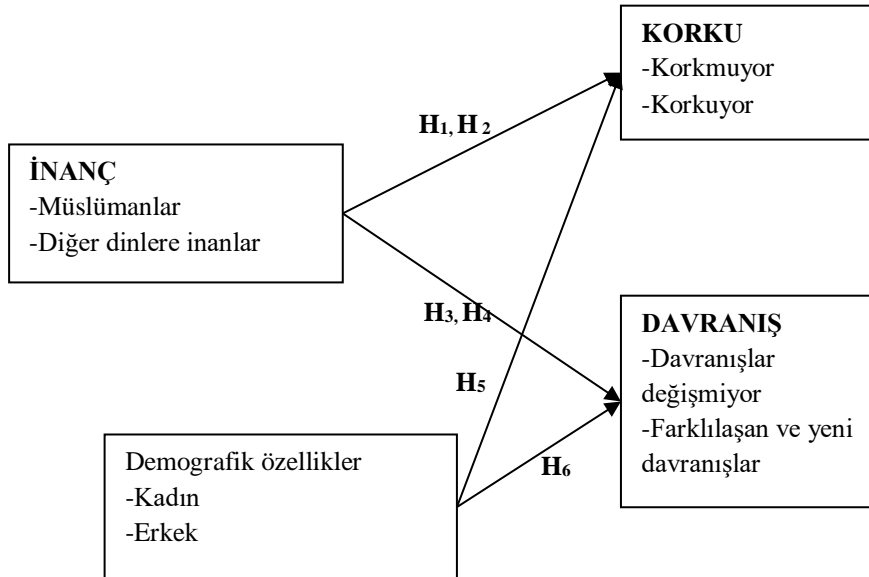 KORKU
-Korkmuyor
-Korkuyor
H1, H 2
İNANÇ
-Müslümanlar
-Diğer dinlere inanlar
H3, H4
DAVRANIŞ
-Davranışlar
değişmiyor
-Farklılaşan ve yeni
davranışlar
H5
H6
Demografik özellikler
-Kadın
-Erkek